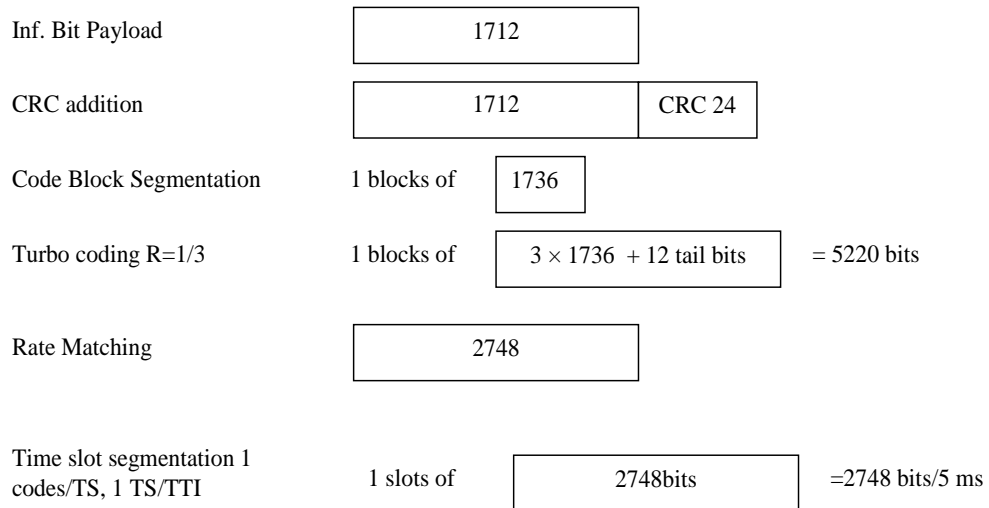 Inf. Bit Payload 1712
CRC addition 1712 CRC 24
Code Block Segmentation 1 blocks of 1736
Turbo coding R=1/3 1 blocks of 3 × 1736 + 12 tail bits = 5220 bits
Rate Matching 2748
Time slot segmentation 1
codes/TS, 1 TS/TTI 1 slots of 2748bits =2748 bits/5 ms